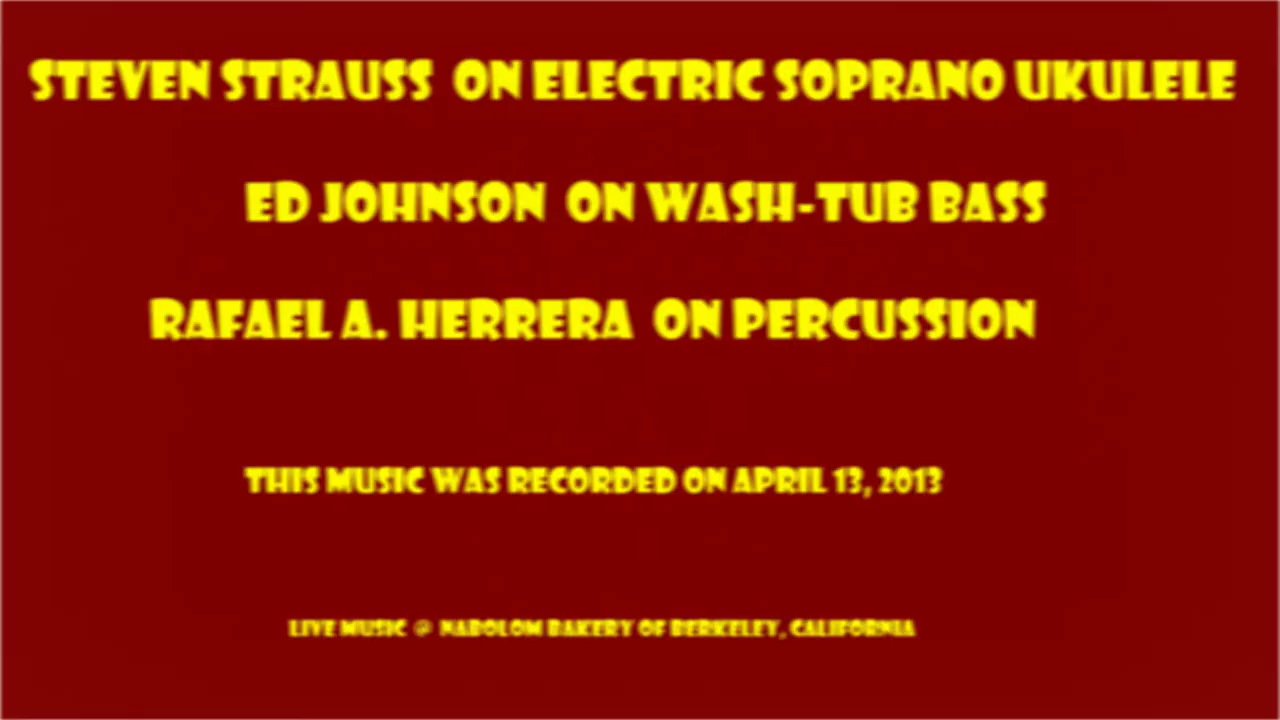 STEVEN STRAUSS ON ELECTRIC SOPRANO UKULELE
ED JOHNSON ON WASH-TUB BASS
RAFAEL A. HERRERA ON PERCUSSION
THIS MUSIC WAS RECORDED ON APRIL 13, 2013
LIVE MUSIC @ NABOLOM BAKERY OF BERKELEY, CALIFORNIA